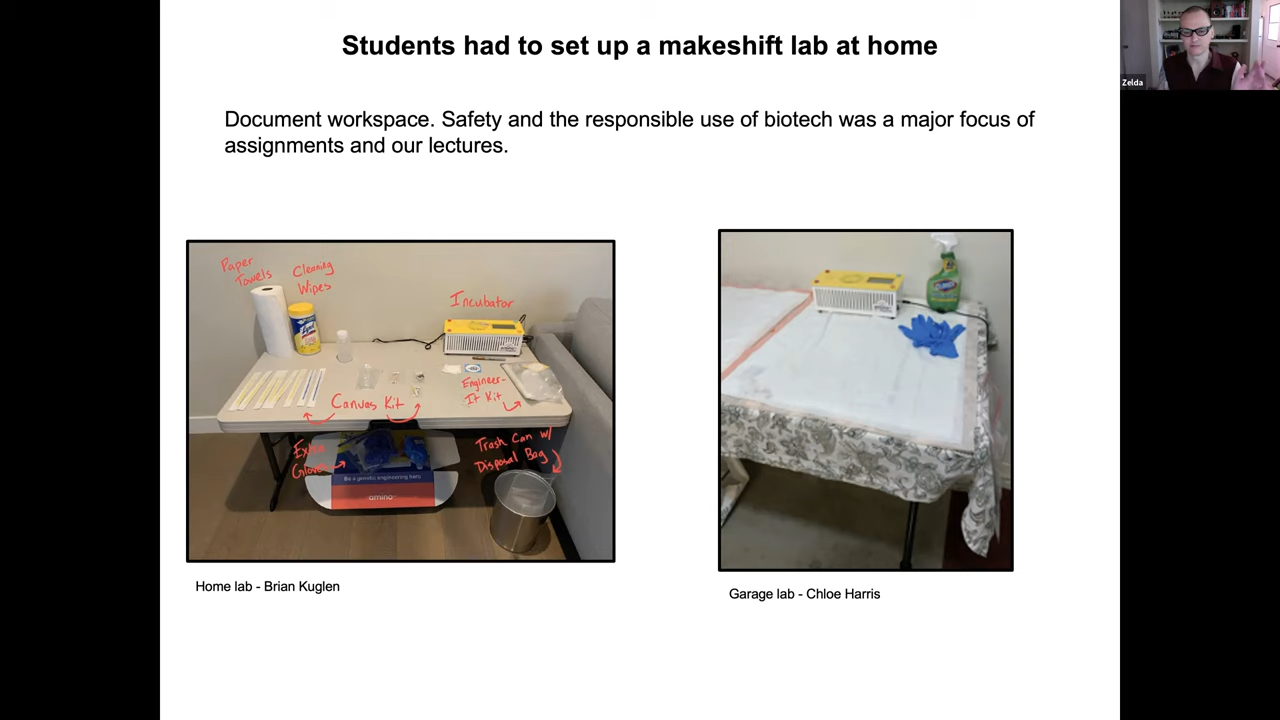 Students had to set up a makeshift lab at home
Zelda
Document workspace. Safety and the responsible use of biotech was a major focus of
assignments and our lectures.
Paper
Towels
Cleaning
Wipes
Incubator
Lysol
Engineer-
It Kit
Canvas Kit
Extra
Gloves
Trash Can w/
Disposal Bag
Be a genetic engineering hero
amino
CLOROX
Home lab - Brian Kuglen
Garage lab - Chloe Harris